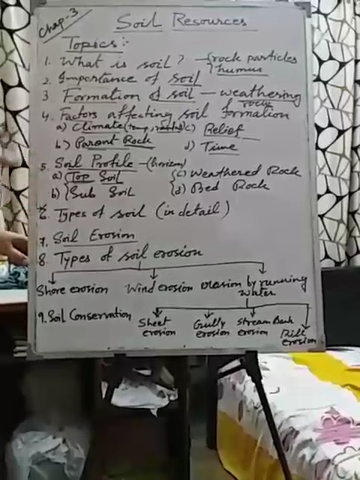 Chap:3
Soil Resources
Topics:-
1. What is soil? - { rock particles
humus
2. Importance of soil
3 Formation of soil - weathering
rocks
4. Factors affecting soil formation
a) Climate (temp, rainfall) c) Relief
b) Parent Rock d) Time
5 Soil Profile - (horizon)
a) Top Soil c) Weathered Rock
b) Sub Soil d) Bed Rock
6. Types of soil (in detail)
7. Soil Erosion
8. Types of soil erosion
Shore erosion Wind erosion erosion by running
water
9. Soil Conservation Sheet erosion Gully erosion Stream Bank erosion Rill erosion